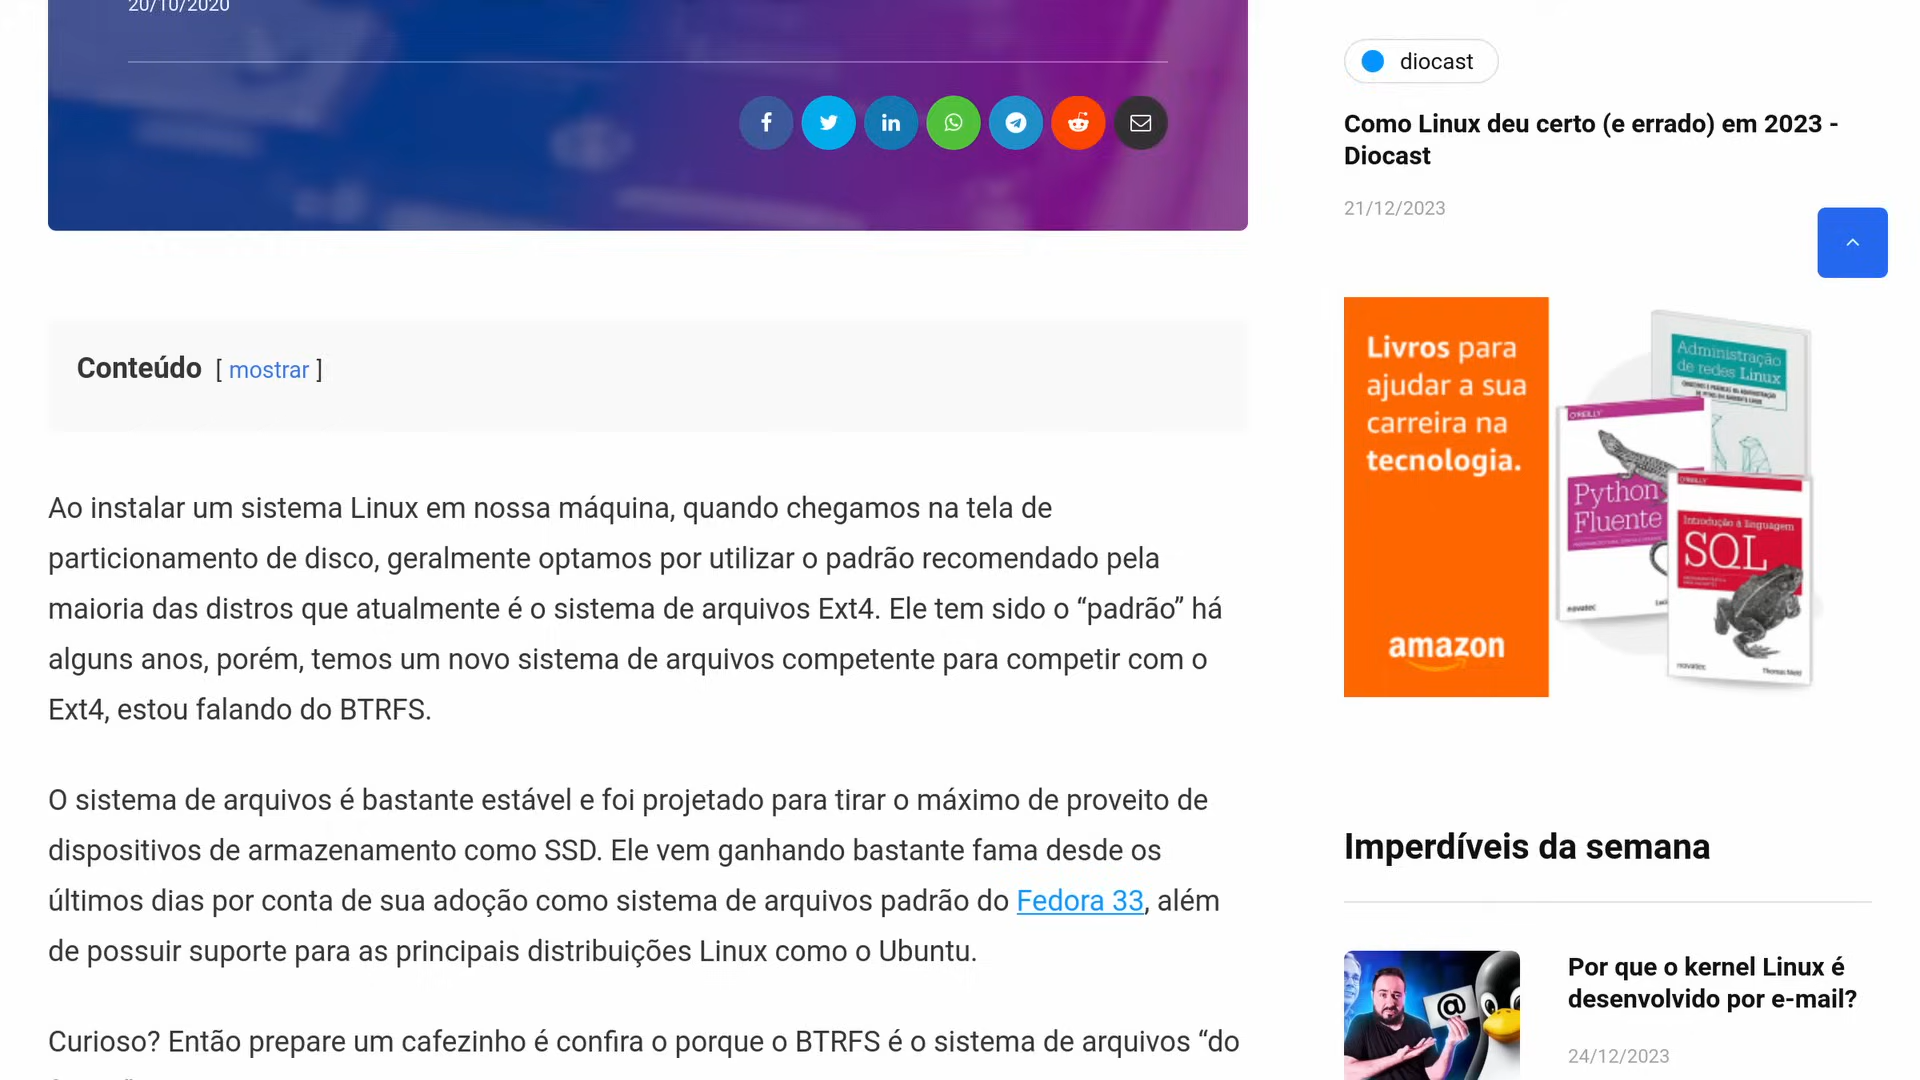 20/10/2020
Conteúdo [ mostrar ]
Ao instalar um sistema Linux em nossa máquina, quando chegamos na tela de
particionamento de disco, geralmente optamos por utilizar o padrão recomendado pela
maioria das distros que atualmente é o sistema de arquivos Ext4. Ele tem sido o “padrão” há
alguns anos, porém, temos um novo sistema de arquivos competente para competir com o
Ext4, estou falando do BTRFS.
O sistema de arquivos é bastante estável e foi projetado para tirar o máximo de proveito de
dispositivos de armazenamento como SSD. Ele vem ganhando bastante fama desde os
últimos dias por conta de sua adoção como sistema de arquivos padrão do Fedora 33, além
de possuir suporte para as principais distribuições Linux como o Ubuntu.
Curioso? Então prepare um cafezinho é confira o porque o BTRFS é o sistema de arquivos “do
diocast
Como Linux deu certo (e errado) em 2023 -
Diocast
21/12/2023
Livros para
ajudar a sua
carreira na
tecnologia.
amazon
Administração
de redes Linux
O'REILLY
Python
Fluente
novatec
O'REILLY
Introdução à linguagem
SQL
novatec
Thomas Nield
Imperdíveis da semana
@
Por que o kernel Linux é
desenvolvido por e-mail?
24/12/2023